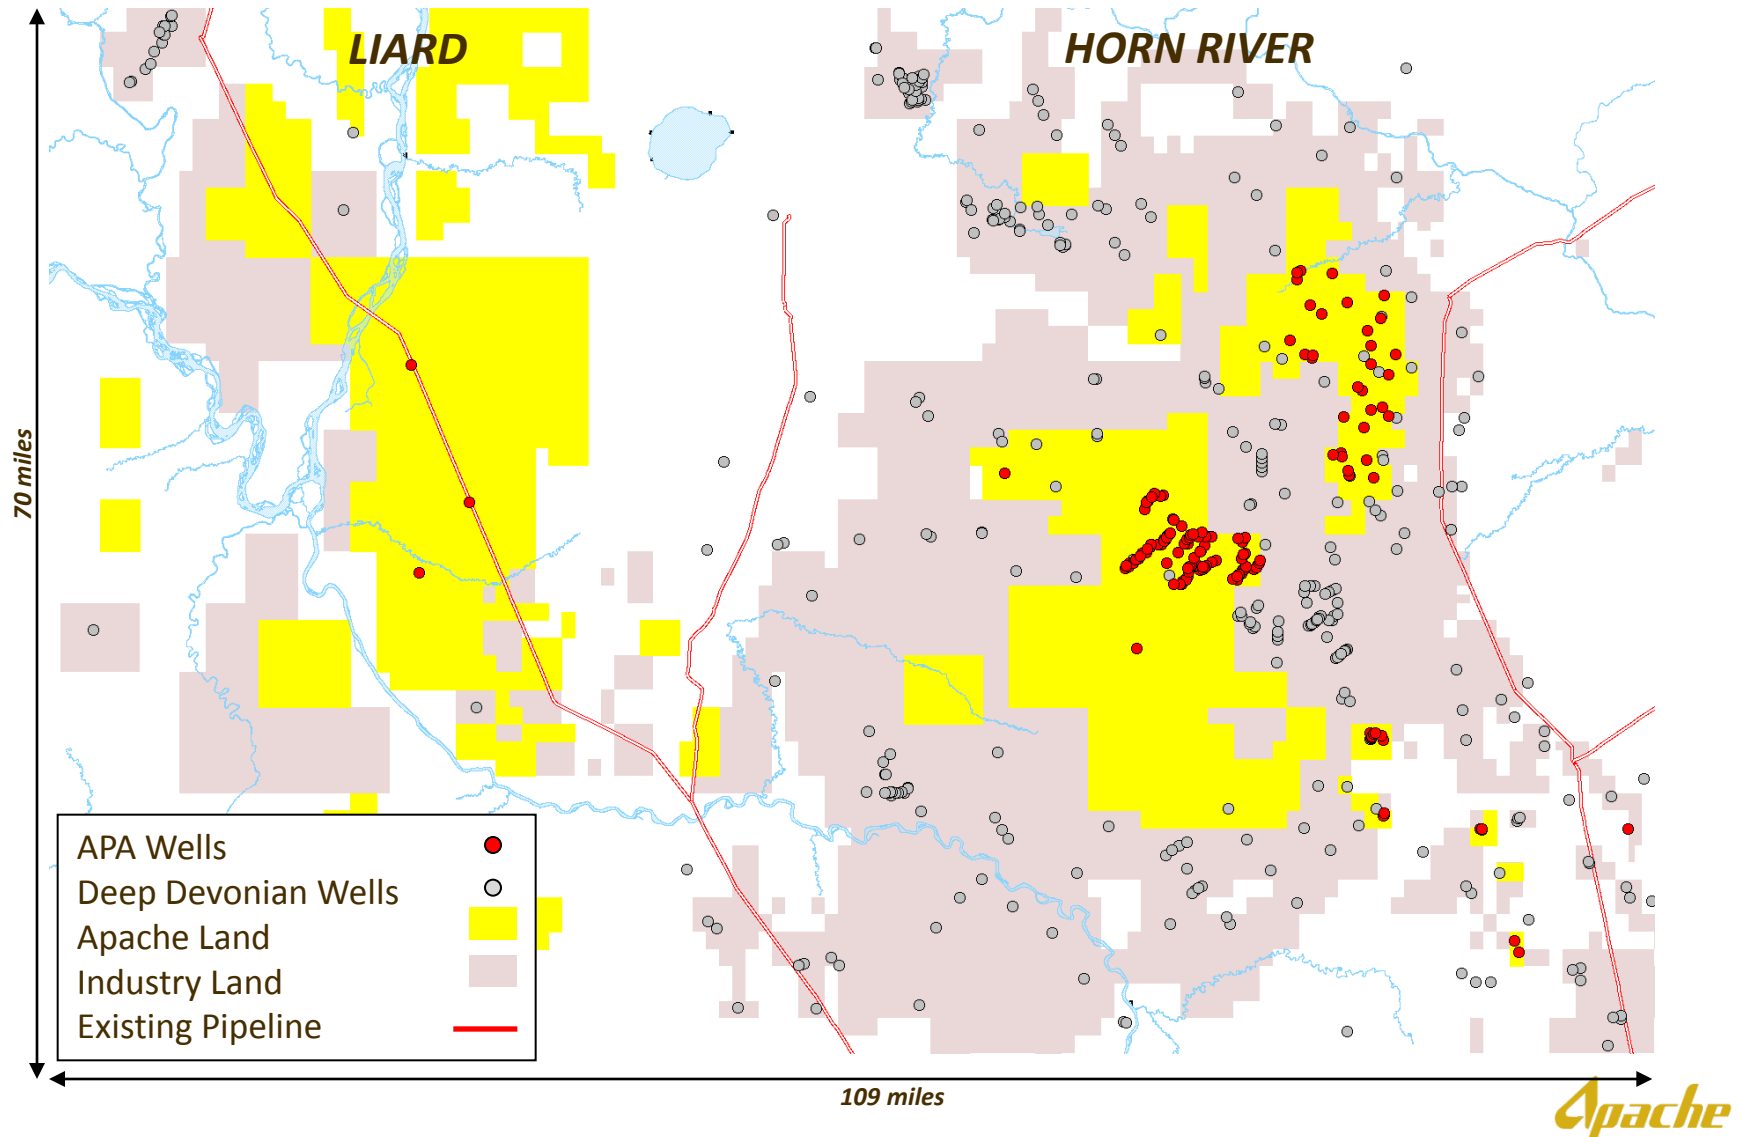 LIARD
HORN RIVER
70 miles
APA Wells
Deep Devonian Wells
Apache Land
Industry Land
Existing Pipeline
109 miles
Apache